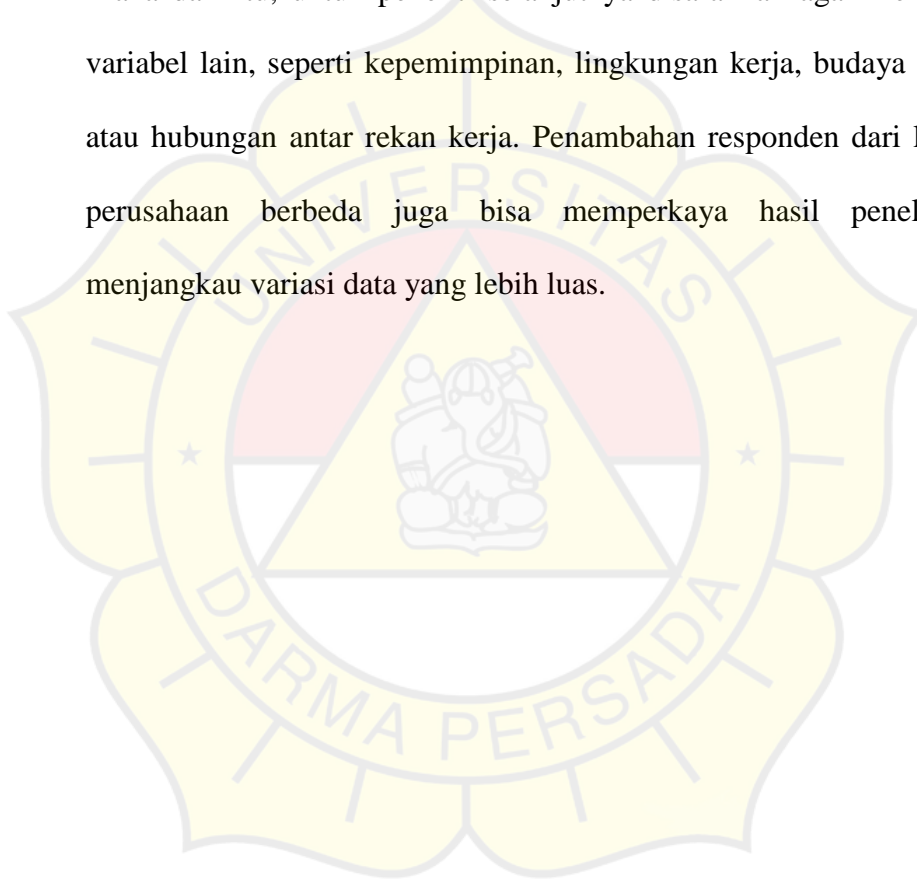 variabel lain, seperti kepemimpinan, lingkungan kerja, budaya
atau hubungan antar rekan kerja. Penambahan responden dari
perusahaan berbeda juga bisa memperkaya hasil
menjangkau variasi data yang lebih luas.
UNIVERSITAS
DARMA PERSADA